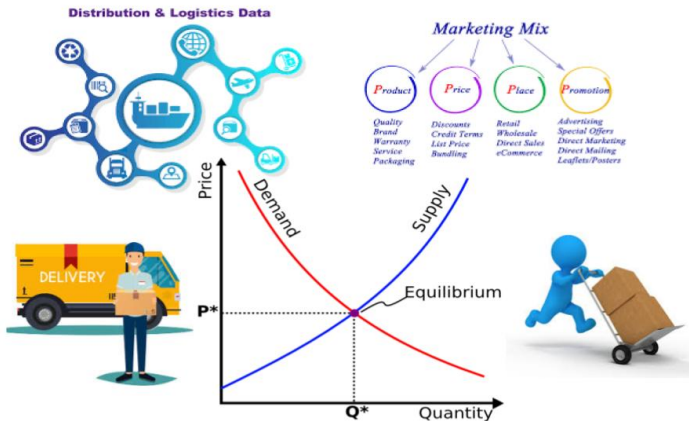 Distribution & Logistics Data
Marketing Mix
Product
Price
Place
Promotion
Quality
Brand
Warranty
Service
Packaging
Discounts
Credit Terms
List Price
Bundling
Retail
Wholesale
Direct Sales
eCommerce
Advertising
Special Offers
Direct Marketing
Direct Mailing
Leaflets/Posters
Price
Demand
Supply
Equilibrium
P*
Q*
Quantity
DELIVERY